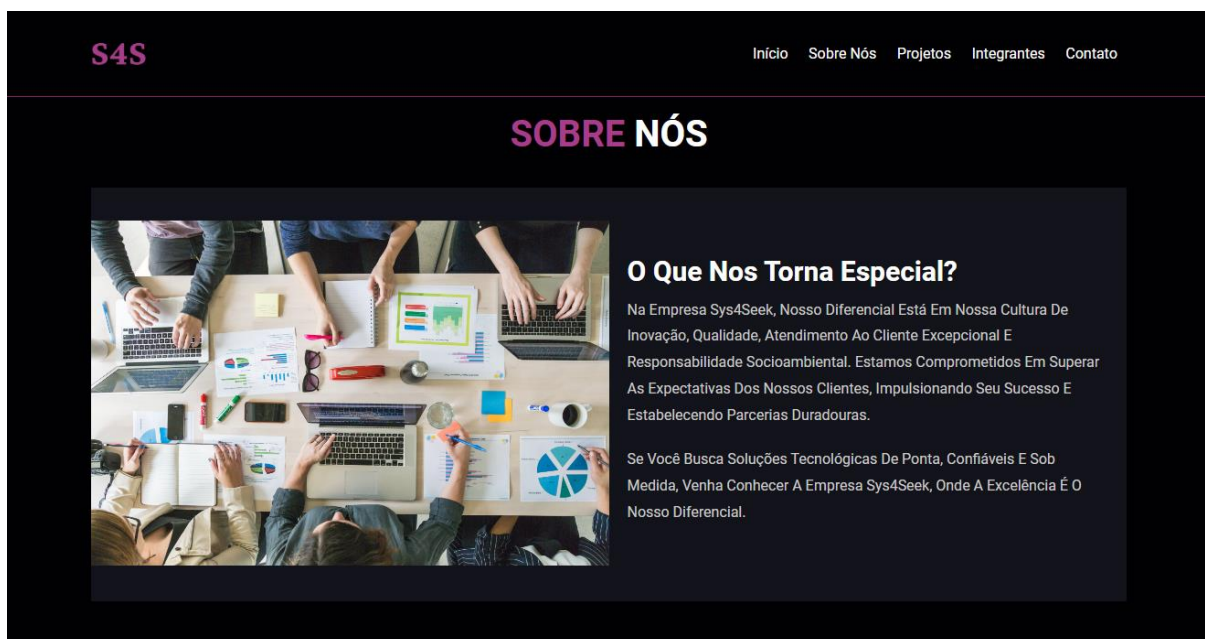 S4S
Início Sobre Nós Projetos Integrantes Contato
SOBRE NÓS
O Que Nos Torna Especial?
Na Empresa Sys4Seek, Nosso Diferencial Está Em Nossa Cultura De
Inovação, Qualidade, Atendimento Ao Cliente Excepcional E
Responsabilidade Socioambiental. Estamos Comprometidos Em Superar
As Expectativas Dos Nossos Clientes, Impulsionando Seu Sucesso E
Estabelecendo Parcerias Duradouras.
Se Você Busca Soluções Tecnológicas De Ponta, Confiáveis E Sob
Medida, Venha Conhecer A Empresa Sys4Seek, Onde A Excelência É O
Nosso Diferencial.